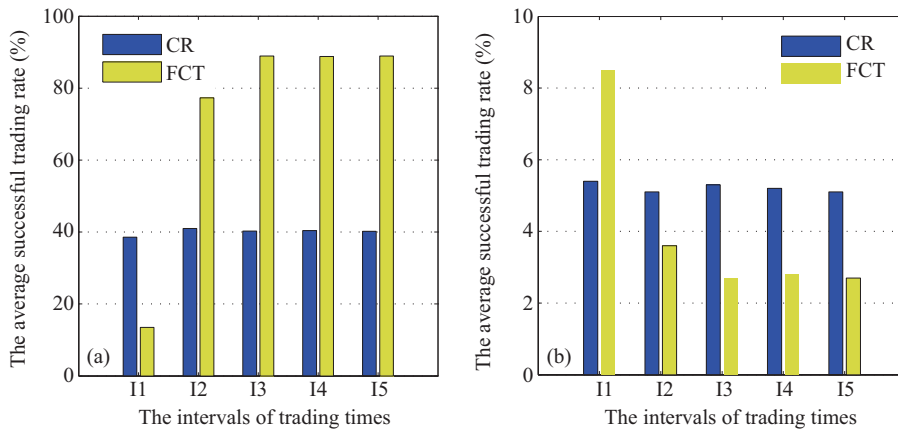 The average successful trading rate (%)
100
80
60
40
20
0
CR
FCT
(a)
I1 I2 I3 I4 I5
The intervals of trading times
The average successful trading rate (%)
10
8
6
4
2
0
CR
FCT
(b)
I1 I2 I3 I4 I5
The intervals of trading times